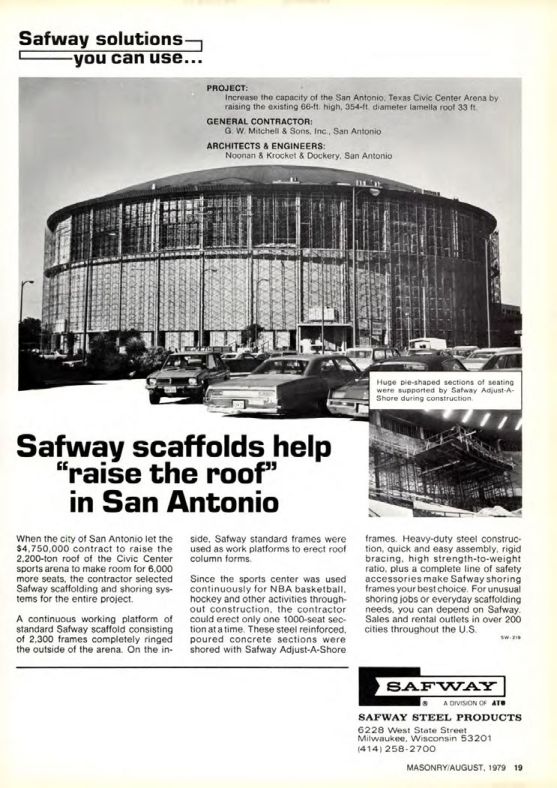 Safway solutions
you can use...
PROJECT:
Increase the capacity of the San Antonio, Texas Civic Center Arena by
raising the existing 66-ft. high, 354-ft. diameter lamella roof 33 ft.
GENERAL CONTRACTOR:
G. W. Mitchell & Sons, Inc., San Antonio
ARCHITECTS & ENGINEERS:
Noonan & Krocket & Dockery, San Antonio
Huge pie-shaped sections of seating
were supported by Safway Adjust-A-
Shore during construction.
Safway scaffolds help
"raise the roof"
in San Antonio
When the city of San Antonio let the
$4,750,000 contract to raise the
2,200-ton roof of the Civic Center
sports arena to make room for 6,000
more seats, the contractor selected
Safway scaffolding and shoring sys-
tems for the entire project.
A continuous working platform of
standard Safway scaffold consisting
of 2,300 frames completely ringed
the outside of the arena. On the in-
side, Safway standard frames were
used as work platforms to erect roof
column forms.
Since the sports center was used
continuously for NBA basketball,
hockey and other activities through-
out construction, the contractor
could erect only one 1000-seat sec-
tion at a time. These steel reinforced,
poured concrete sections were
shored with Safway Adjust-A-Shore
frames. Heavy-duty steel construc-
tion, quick and easy assembly, rigid
bracing, high strength-to-weight
ratio, plus a complete line of safety
accessories make Safway shoring
frames your best choice. For unusual
shoring jobs or everyday scaffolding
needs, you can depend on Safway.
Sales and rental outlets in over 200
cities throughout the U.S.
SW-219
SAFWAY
® A DIVISION OF ATO
SAFWAY STEEL PRODUCTS
6228 West State Street
Milwaukee, Wisconsin 53201
(414) 258-2700
MASONRY/AUGUST, 1979 19